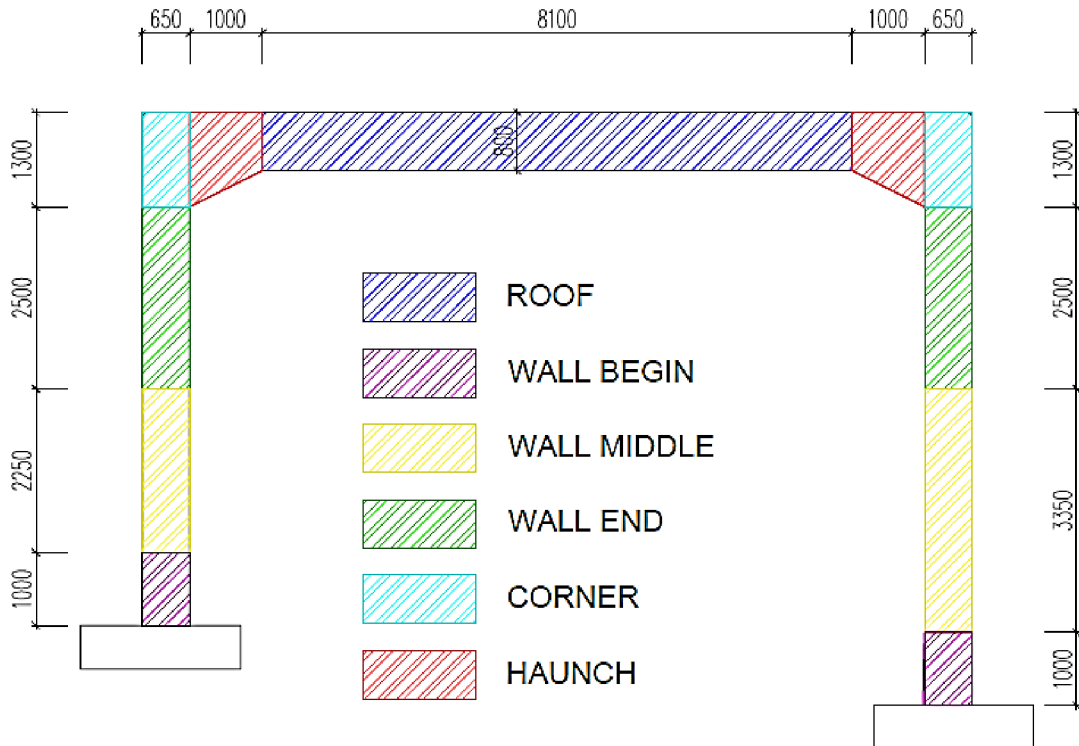 650 1000 8100 1000 650
800
1300
1300
2500
2500
2250
3350
1000
1000
ROOF
WALL BEGIN
WALL MIDDLE
WALL END
CORNER
HAUNCH